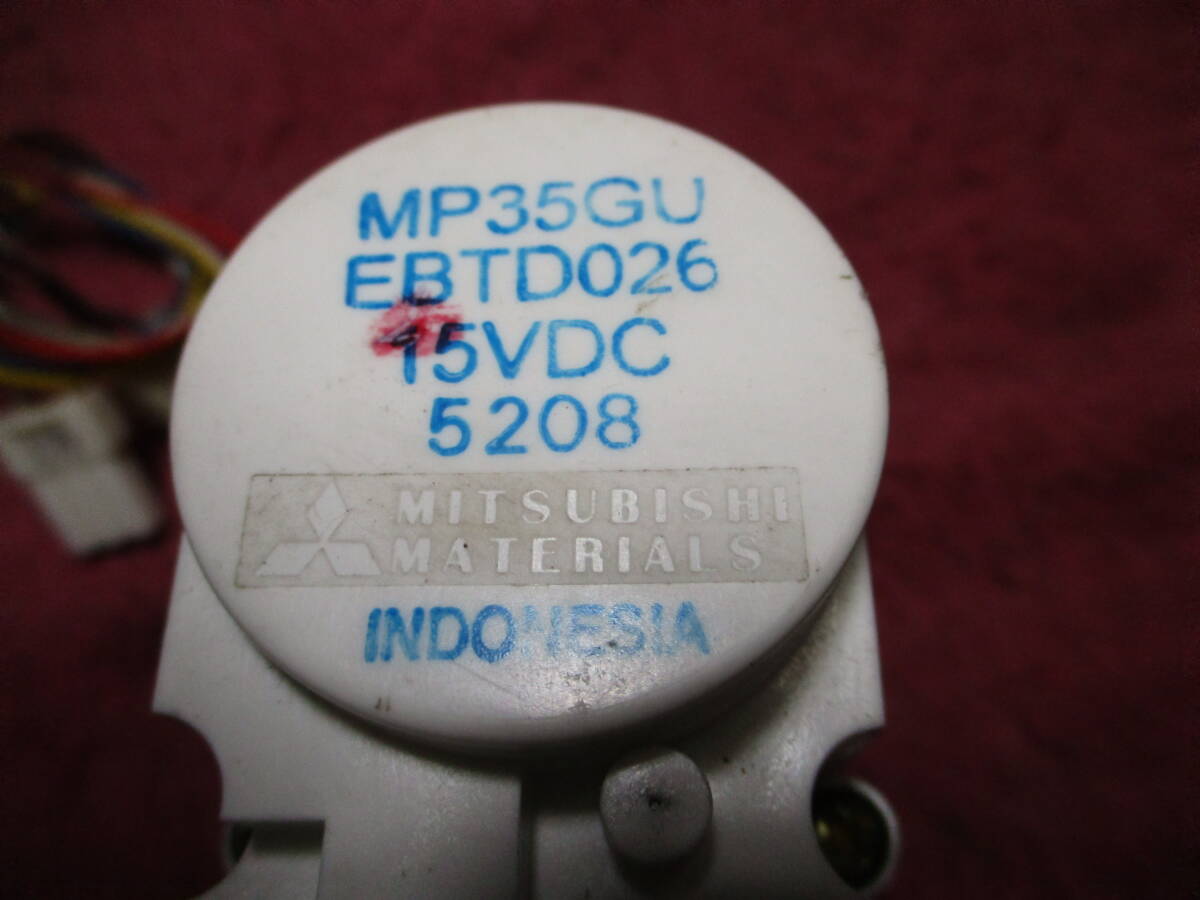 MP35GU
EBTD026
15VDC
5208
MITSUBISHI
MATERIALS
INDONESIA